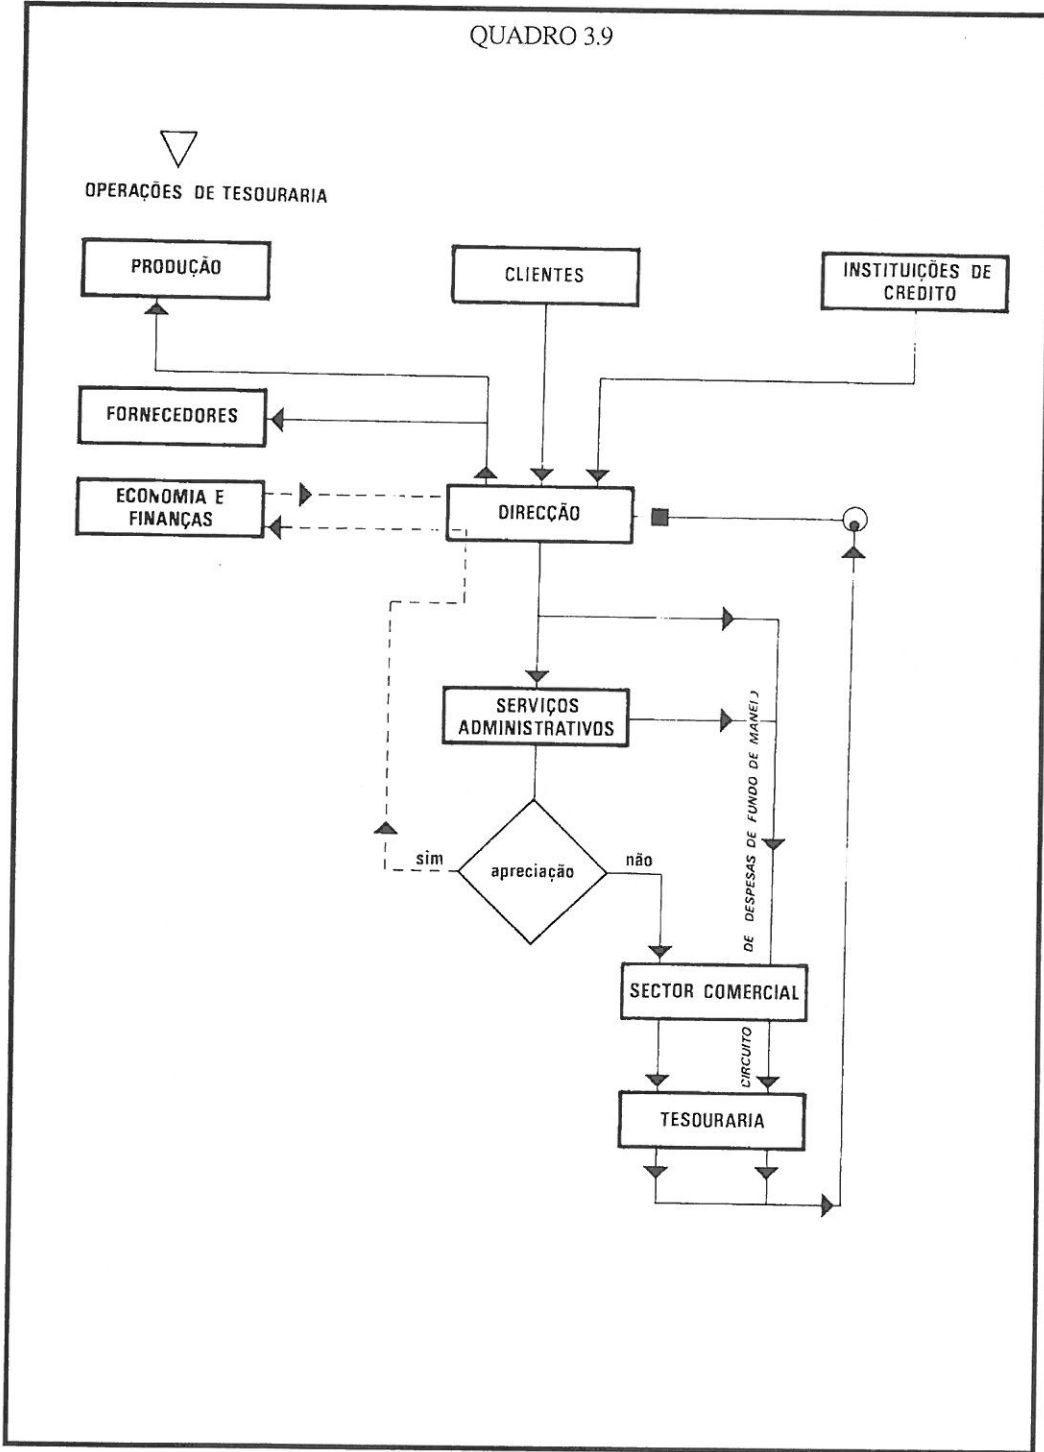 QUADRO 3.9
OPERAÇÕES DE TESOURARIA
PRODUÇÃO
CLIENTES
INSTITUIÇÕES DE
CREDITO
FORNECEDORES
ECONOMIA E
FINANÇAS
DIRECÇÃO
SERVIÇOS
ADMINISTRATIVOS
sim
apreciação
não
CIRCUITO DE DESPESAS DE FUNDO DE MANEIJ
SECTOR COMERCIAL
TESOURARIA